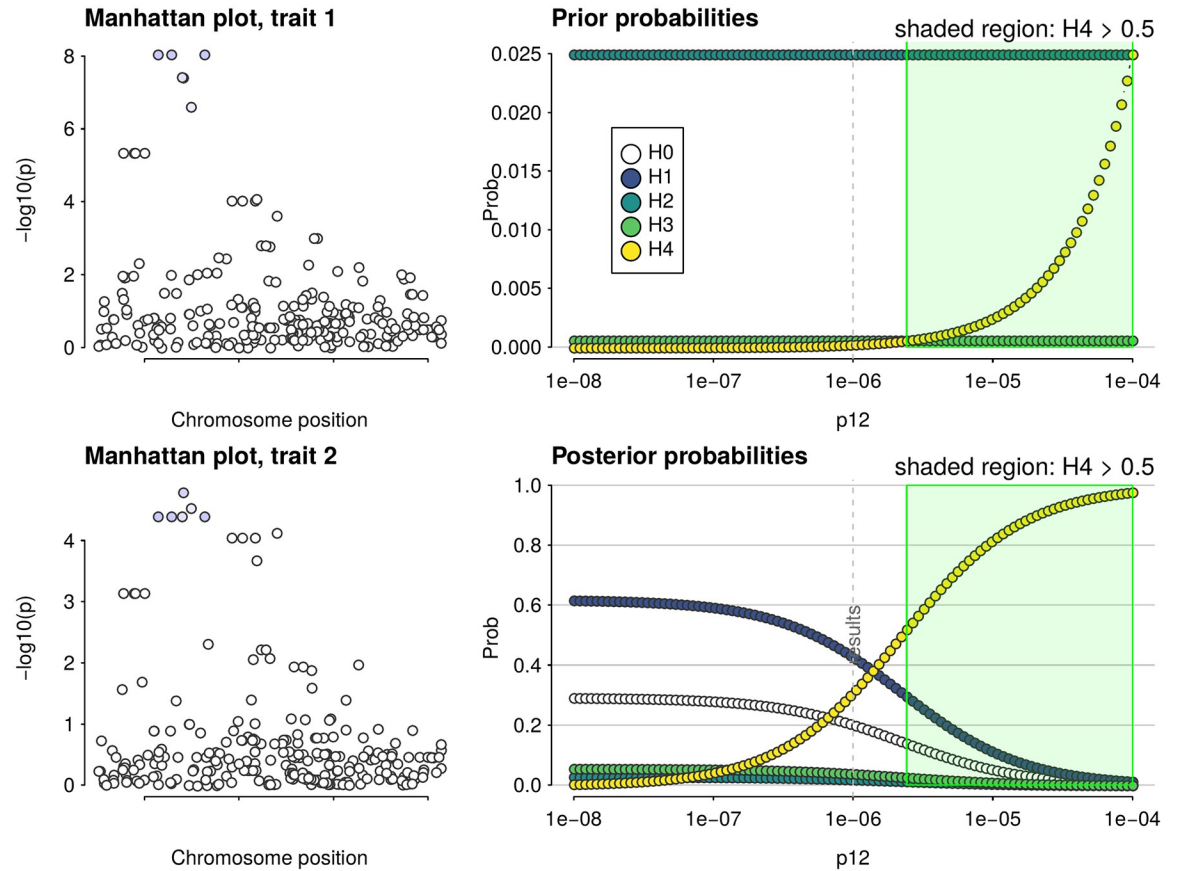 Manhattan plot, trait 1
−log10(p)
8
6
4
2
0
Chromosome position
Prior probabilities
shaded region: H4 > 0.5
Prob
0.025
0.020
0.015
0.010
0.005
0.000
H0
H1
H2
H3
H4
1e−08
1e−07
1e−06
1e−05
1e−04
p12
Manhattan plot, trait 2
−log10(p)
4
3
2
1
0
Chromosome position
Posterior probabilities
shaded region: H4 > 0.5
Prob
1.0
0.8
0.6
0.4
0.2
0.0
1e−08
1e−07
1e−06
1e−05
1e−04
p12